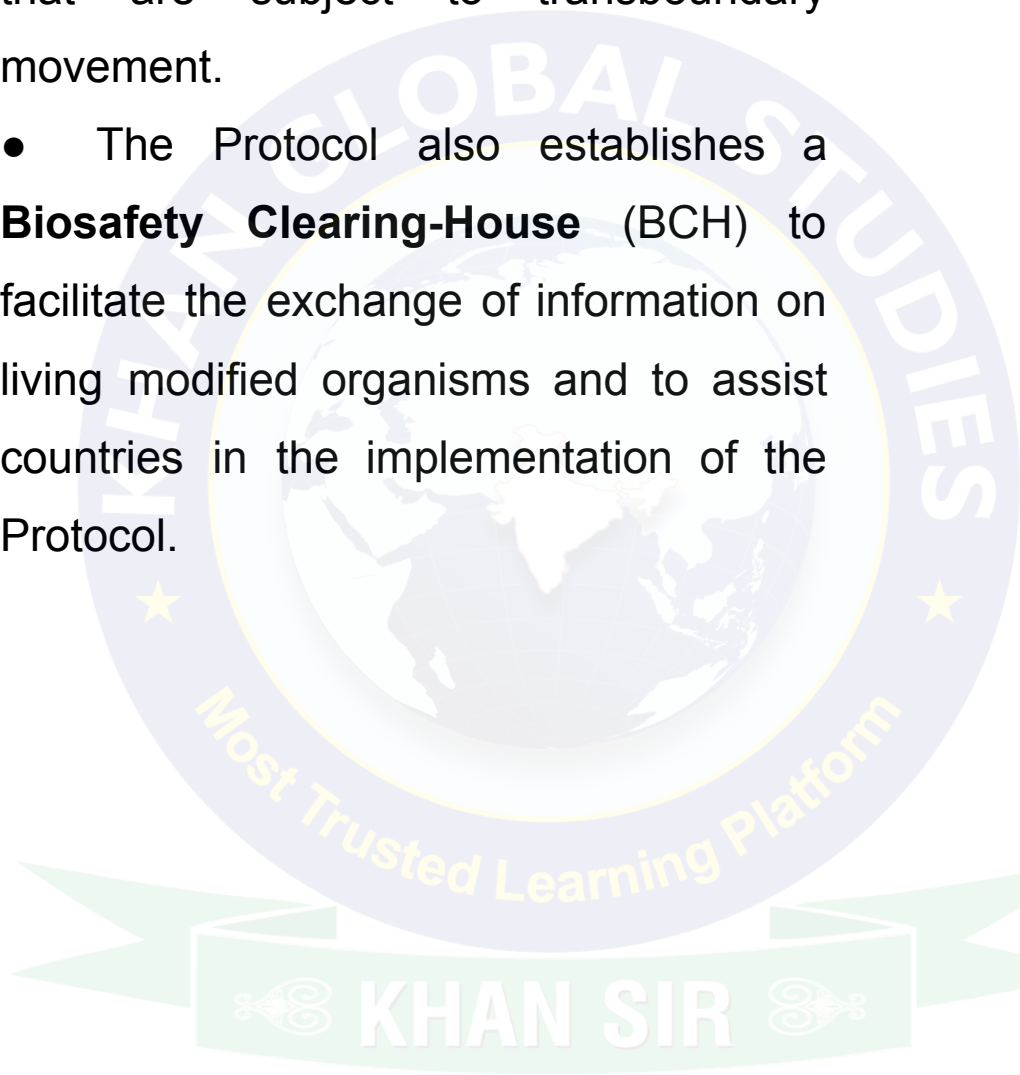 that are subject to transboundary
movement.
● The Protocol also establishes a
Biosafety Clearing-House (BCH) to
facilitate the exchange of information on
living modified organisms and to assist
countries in the implementation of the
Protocol.
KHAN GLOBAL STUDIES
Most Trusted Learning Platform
KHAN SIR